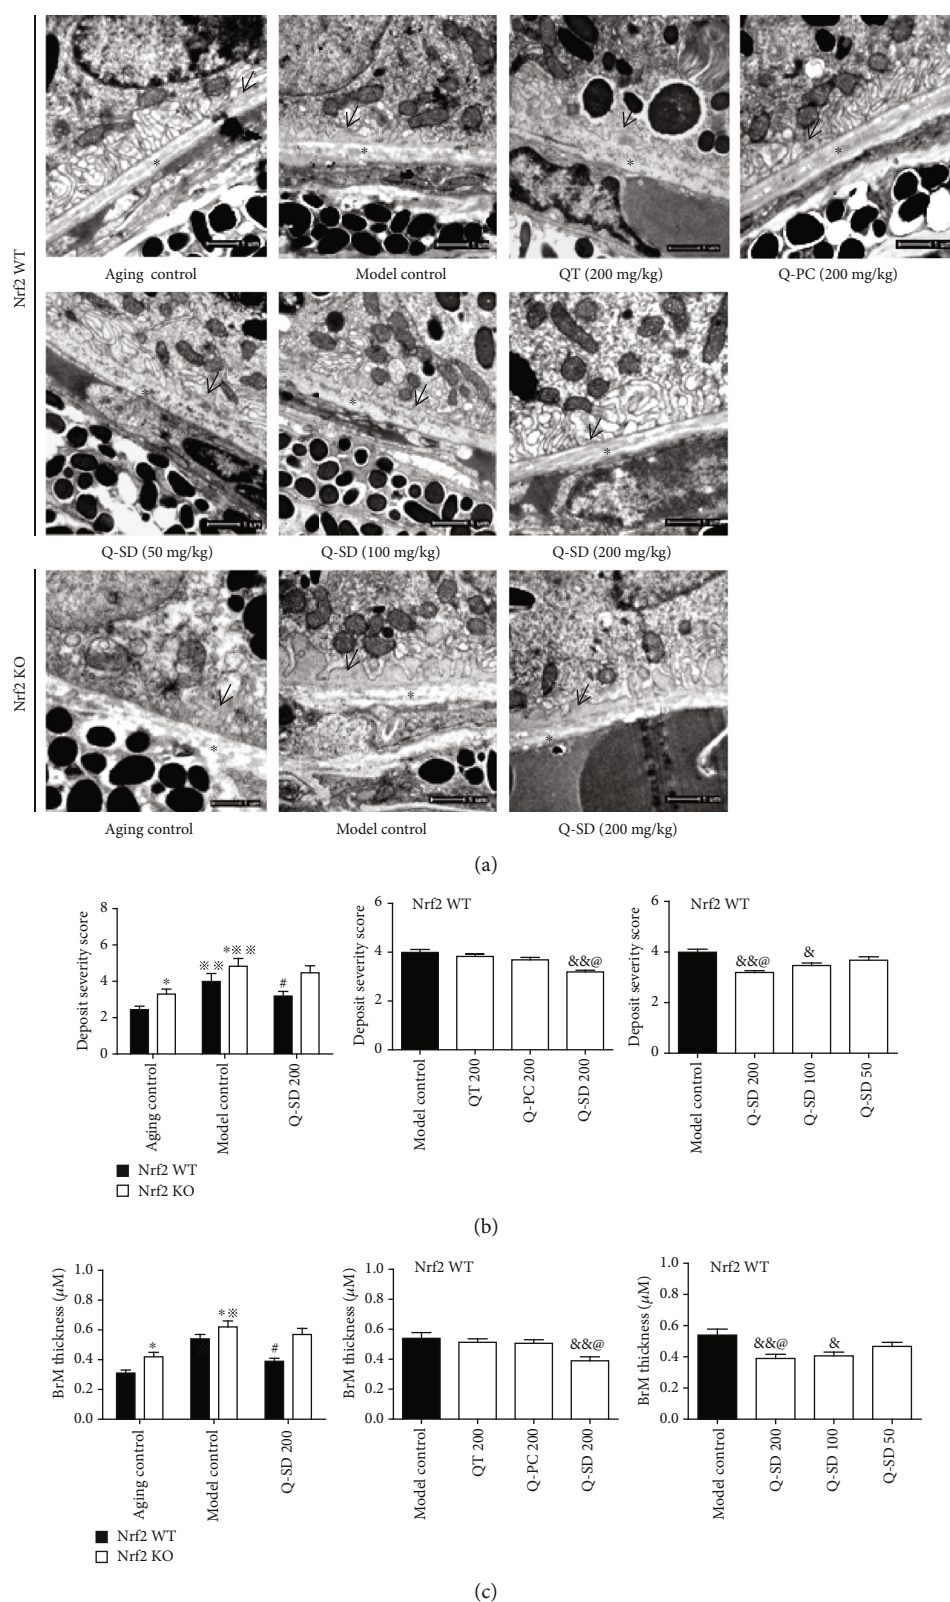 Nrf2 WT
Aging control
Model control
QT (200 mg/kg)
Q-PC (200 mg/kg)
Q-SD (50 mg/kg)
Q-SD (100 mg/kg)
Q-SD (200 mg/kg)
Nrf2 KO
Aging control
Model control
Q-SD (200 mg/kg)
(a)
Deposit severity score
8
6
4
2
0
*
※※
*※※
#
Aging control
Model control
Q-SD 200
Nrf2 WT
Nrf2 KO
Deposit severity score
6
4
2
0
Nrf2 WT
&&@
Model control
QT 200
Q-PC 200
Q-SD 200
Deposit severity score
6
4
2
0
Nrf2 WT
&&@
&
Model control
Q-SD 200
Q-SD 100
Q-SD 50
(b)
BrM thickness (μM)
1.0
0.8
0.6
0.4
0.2
0.0
*
*※
#
Aging control
Model control
Q-SD 200
Nrf2 WT
Nrf2 KO
BrM thickness (μM)
1.0
0.8
0.6
0.4
0.2
0.0
Nrf2 WT
&&@
Model control
QT 200
Q-PC 200
Q-SD 200
BrM thickness (μM)
1.0
0.8
0.6
0.4
0.2
0.0
Nrf2 WT
&&@
&
Model control
Q-SD 200
Q-SD 100
Q-SD 50
(c)